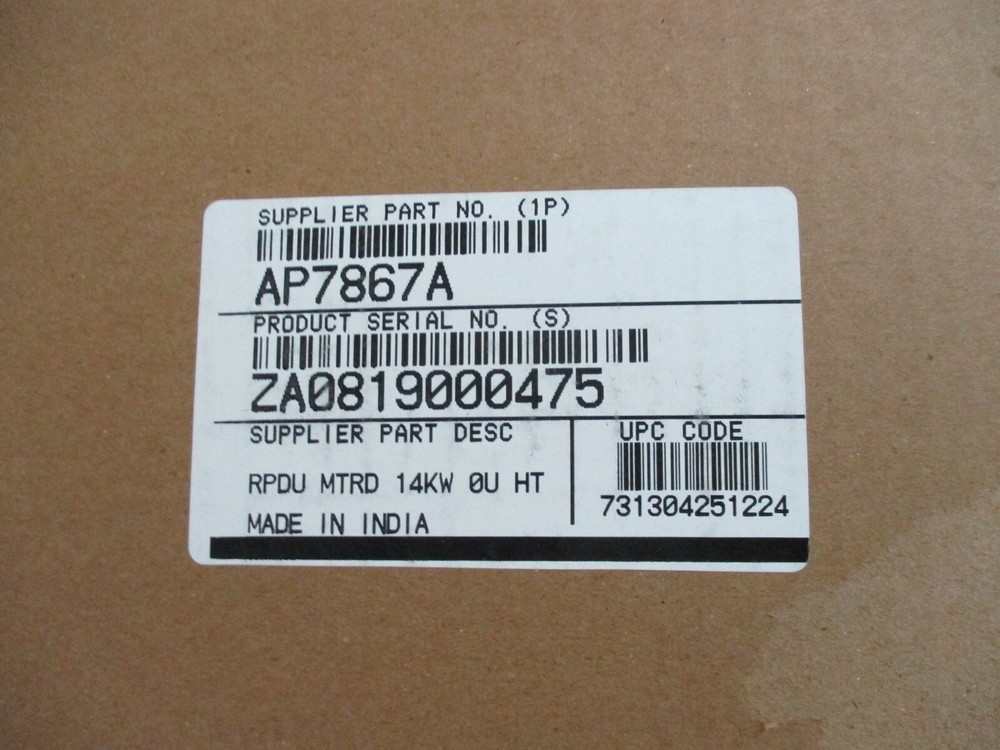 SUPPLIER PART NO. (1P)
AP7867A
PRODUCT SERIAL NO. (S)
ZA0819000475
SUPPLIER PART DESC
RPDU MTRD 14KW 0U HT
MADE IN INDIA
UPC CODE
731304251224